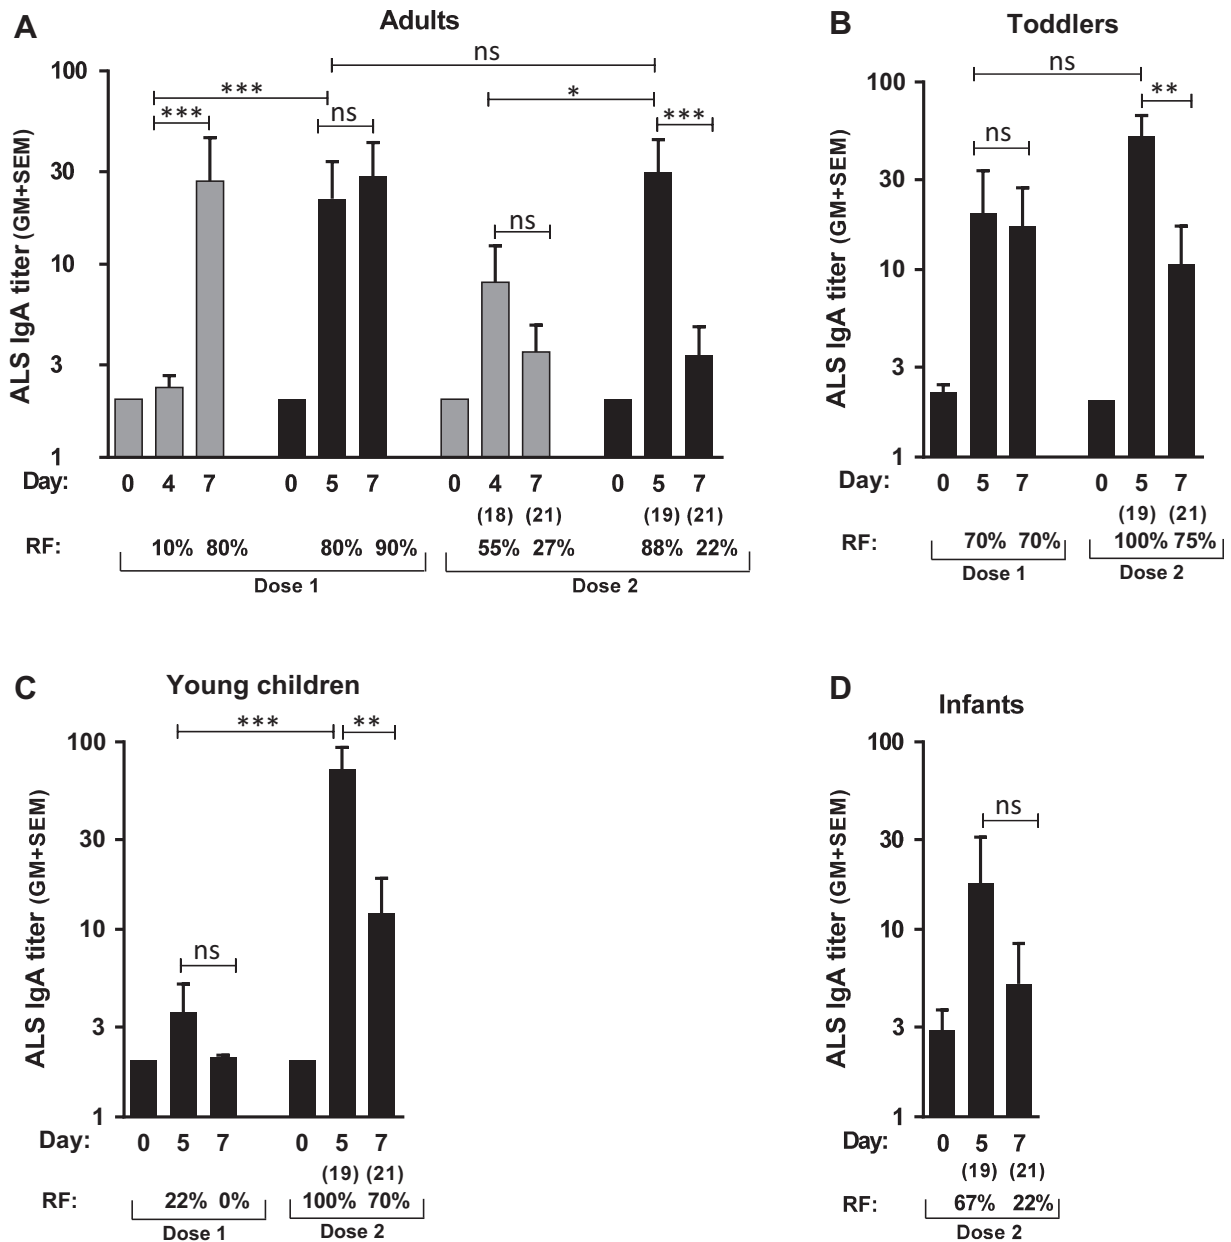 A
Adults
ALS IgA titer (GM+SEM)
100
30
10
3
1
ns
***
*
***
ns
***
ns
Day: 0 4 7 0 5 7 0 4 7 0 5 7
(18) (21) (19) (21)
RF: 10% 80% 80% 90% 55% 27% 88% 22%
Dose 1 Dose 2
B
Toddlers
ALS IgA titer (GM+SEM)
100
30
10
3
1
ns
**
ns
Day: 0 5 7 0 5 7
(19) (21)
RF: 70% 70% 100% 75%
Dose 1 Dose 2
C
Young children
ALS IgA titer (GM+SEM)
100
30
10
3
1
*** **
ns
Day: 0 5 7 0 5 7
(19) (21)
RF: 22% 0% 100% 70%
Dose 1 Dose 2
D
Infants
ALS IgA titer (GM+SEM)
100
30
10
3
1
ns
Day: 0 5 7
(19) (21)
RF: 67% 22%
Dose 2